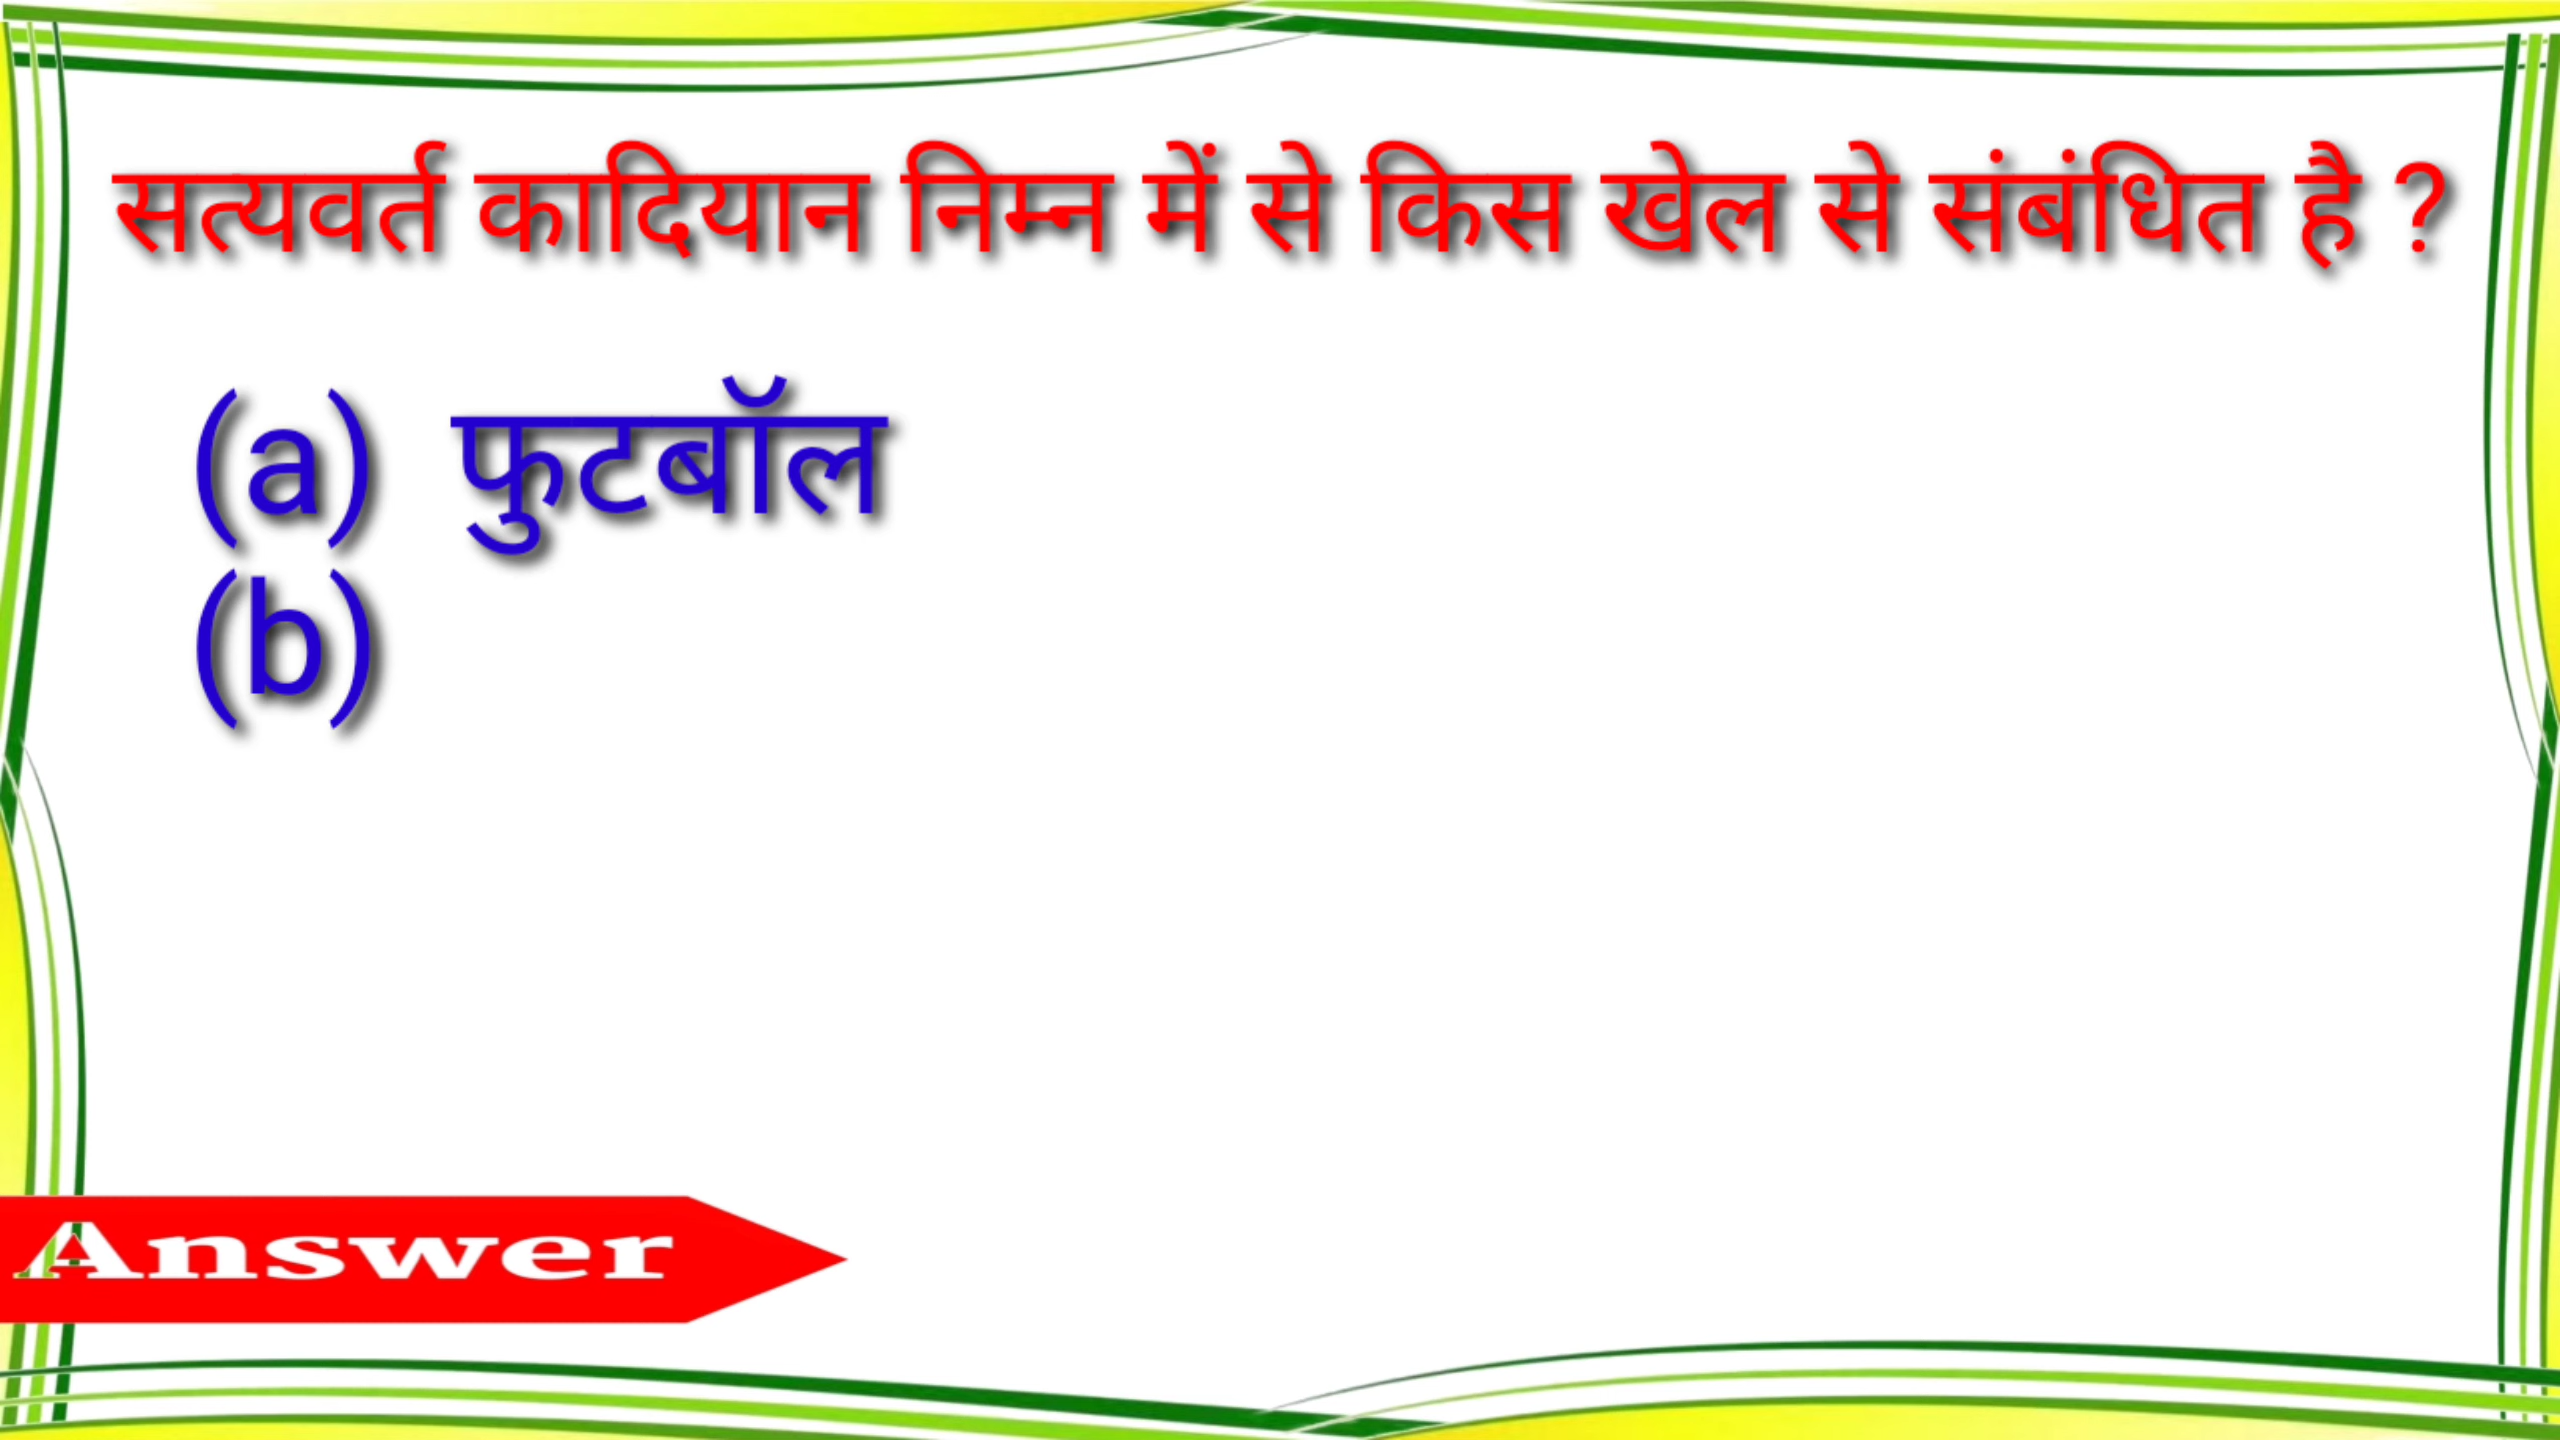 सत्यवर्त कादियान निम्न में से किस खेल से संबंधित है ?
(a) फुटबॉल
(b)
Answer